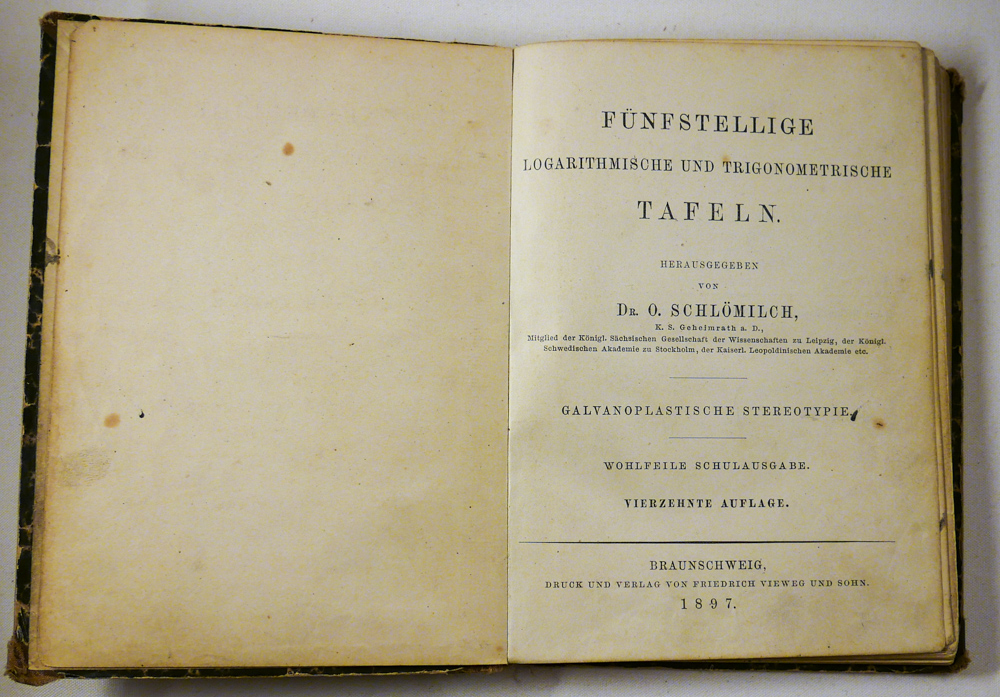 FÜNFSTELLIGE
LOGARITHMISCHE UND TRIGONOMETRISCHE
TAFELN.
HERAUSGEGEBEN
VON
DR. O. SCHLÖMILCH,
K. S. Geheimrath a. D.,
Mitglied der Königl. Sächsischen Gesellschaft der Wissenschaften zu Leipzig, der Königl.
Schwedischen Akademie zu Stockholm, der Kaiserl. Leopoldinischen Akademie etc.
GALVANOPLASTISCHE STEREOTYPIE.
WOHLFEILE SCHULAUSGABE.
VIERZEHNTE AUFLAGE.
BRAUNSCHWEIG,
DRUCK UND VERLAG VON FRIEDRICH VIEWEG UND SOHN.
1897.